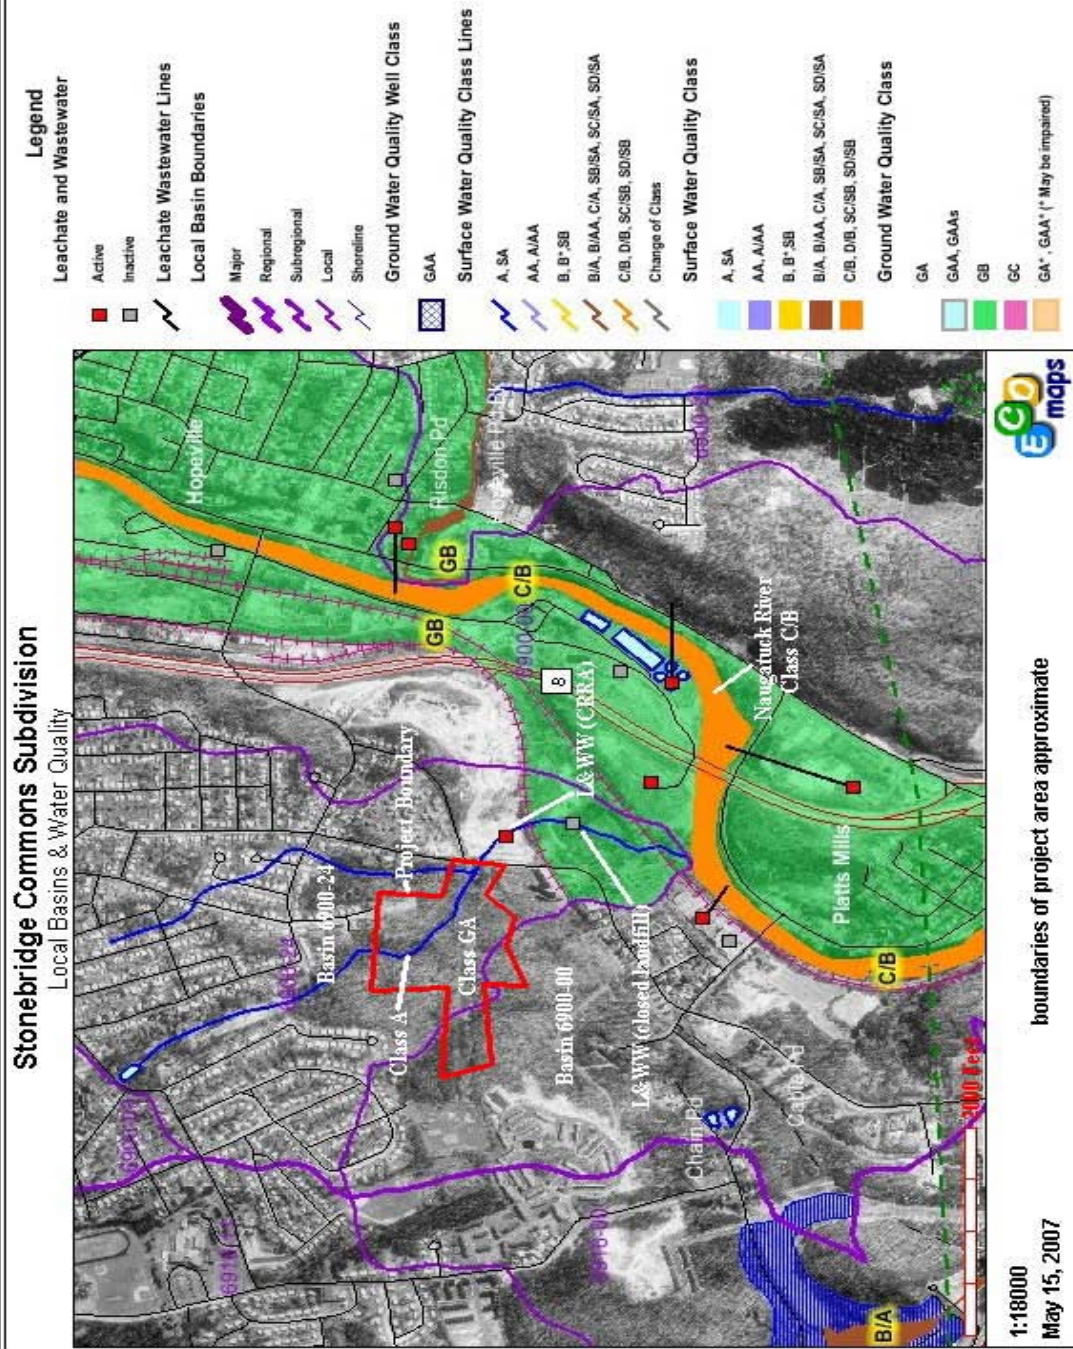 Stonebridge Commons Subdivision
Local Basins & Water Quality
Hopeville
Risdon Pd
GB
GB
C/B
6900-00
8
L&WW (CRRA)
Naugatuck River
Class C/B
Project Boundary
Basin 6900-24
Class A
Class GA
Basin 6900-00
L&WW (closed landfill)
Platts Mills
C/B
Cham Pd
B/A
2000 Feet
Legend
Leachate and Wastewater
Active
Inactive
Leachate Wastewater Lines
Local Basin Boundaries
Major
Regional
Subregional
Local
Shoreline
Ground Water Quality Well Class
GAA
Surface Water Quality Class Lines
A, SA
AA, A/AA
B, B*,SB
B/A, B/AA, C/A, SB/SA, SC/SA, SD/SA
C/B, D/B, SC/SB, SD/SB
Change of Class
Surface Water Quality Class
A, SA
AA, A/AA
B, B*,SB
B/A, B/AA, C/A, SB/SA, SC/SA, SD/SA
C/B, D/B, SC/SB, SD/SB
Ground Water Quality Class
GA
GAA, GAAs
GB
GC
GA*, GAA* (* May be impaired)
1:18000
May 15, 2007
boundaries of project area approximate
ECO maps